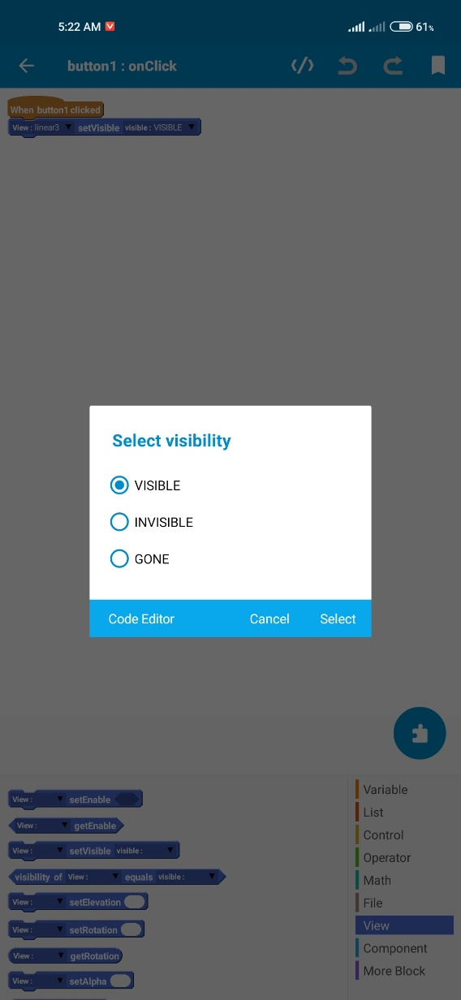 5:22 AM 61%
button1 : onClick
When button1 clicked
View : linear3 setVisible visible : VISIBLE
Select visibility
VISIBLE
INVISIBLE
GONE
Code Editor Cancel Select
View : setEnable
View : getEnable
View : setVisible visible :
visibility of View : equals visible :
View : setElevation
View : setRotation
View : getRotation
View : setAlpha
Variable
List
Control
Operator
Math
File
View
Component
More Block